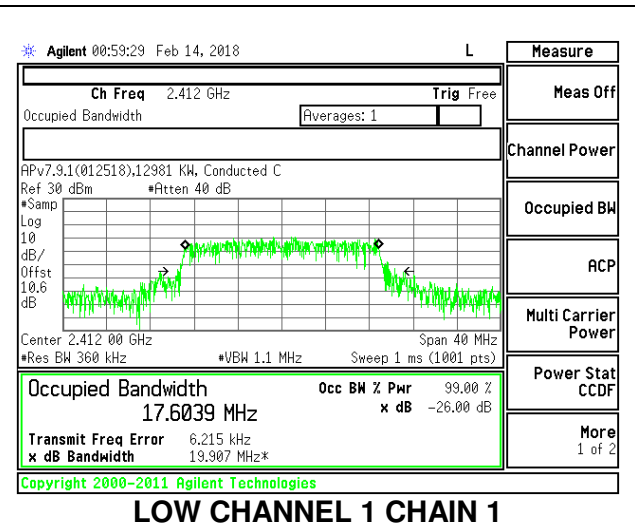 Agilent 00:59:29 Feb 14, 2018 L
Measure
Ch Freq 2.412 GHz Trig Free
Occupied Bandwidth Averages: 1
Meas Off
Channel Power
APv7.9.1(012518),12981 KW, Conducted C
Ref 30 dBm #Atten 40 dB
#Samp
Log
10
dB/
Offst
10.6
dB
Occupied BW
ACP
Center 2.412 00 GHz Span 40 MHz
#Res BW 360 kHz #VBW 1.1 MHz Sweep 1 ms (1001 pts)
Multi Carrier
Power
Occupied Bandwidth Occ BW % Pwr 99.00 %
17.6039 MHz x dB -26.00 dB
Transmit Freq Error 6.215 kHz
x dB Bandwidth 19.907 MHz*
Power Stat
CCDF
More
1 of 2
Copyright 2000-2011 Agilent Technologies
LOW CHANNEL 1 CHAIN 1